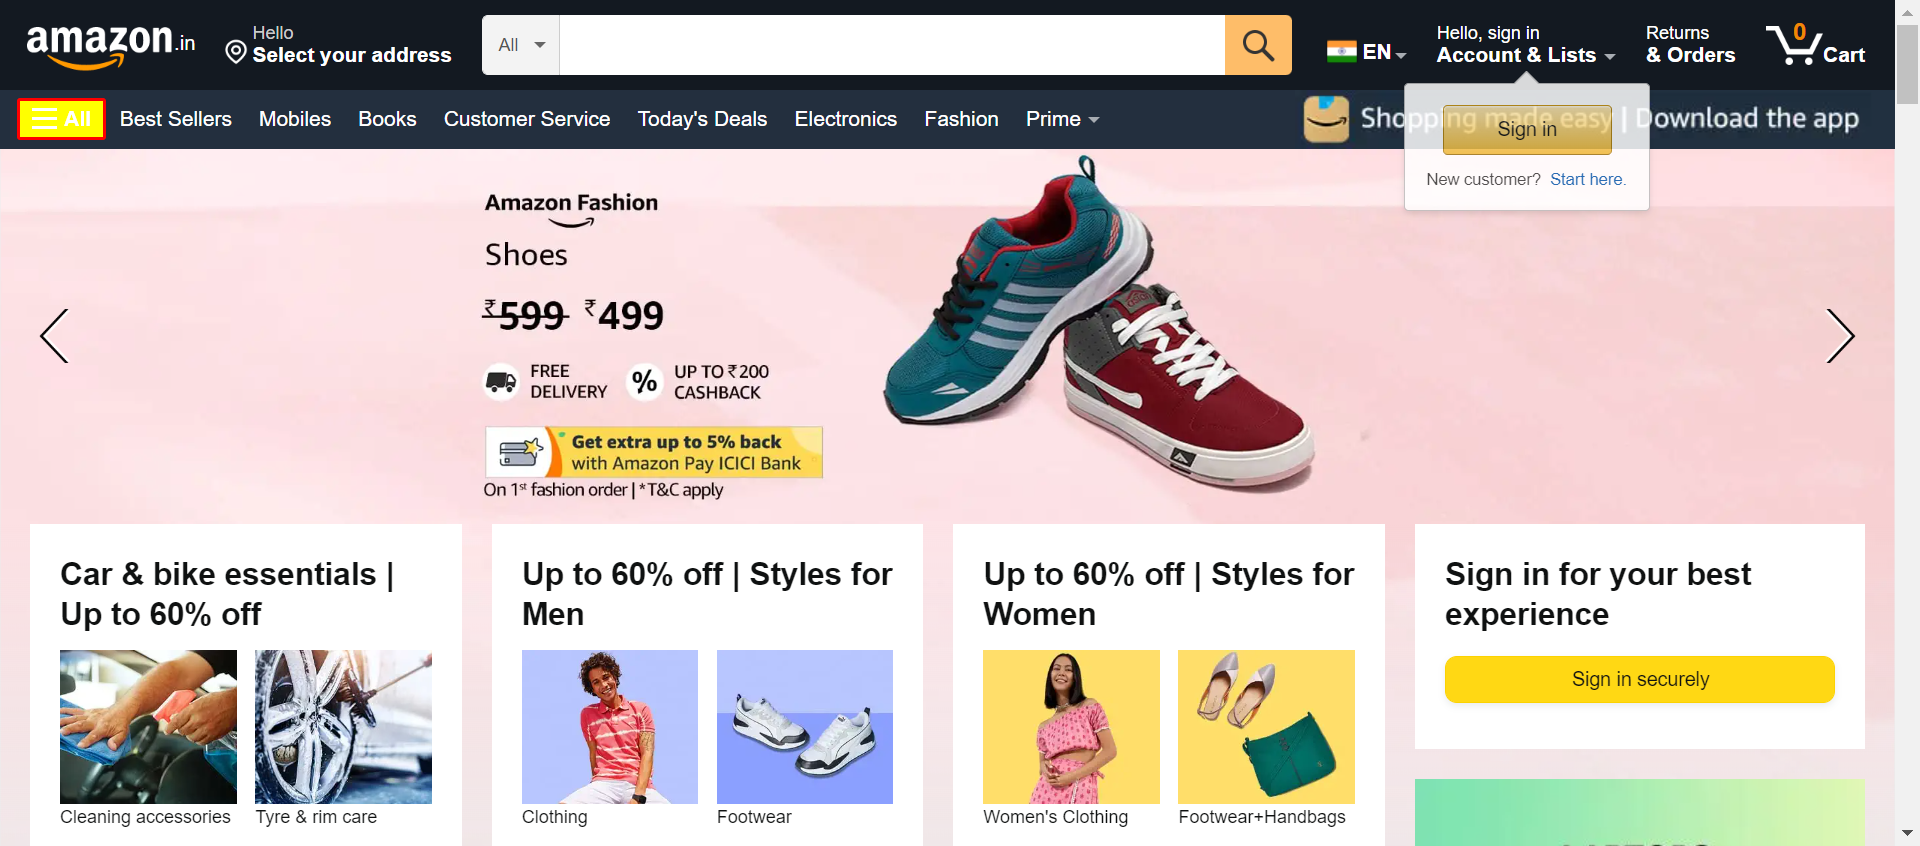 amazon.in
Hello
Select your address
All
EN
Hello, sign in
Account & Lists
Returns
& Orders
0
Cart
All
Best Sellers
Mobiles
Books
Customer Service
Today's Deals
Electronics
Fashion
Prime
Shopping made easy | Download the app
Sign in
New customer? Start here.
Amazon Fashion
Shoes
₹599 ₹499
FREE
DELIVERY
%
UP TO ₹200
CASHBACK
Get extra up to 5% back
with Amazon Pay ICICI Bank
On 1st fashion order | *T&C apply
Car & bike essentials |
Up to 60% off
Cleaning accessories
Tyre & rim care
Up to 60% off | Styles for
Men
Clothing
Footwear
Up to 60% off | Styles for
Women
Women's Clothing
Footwear+Handbags
Sign in for your best
experience
Sign in securely